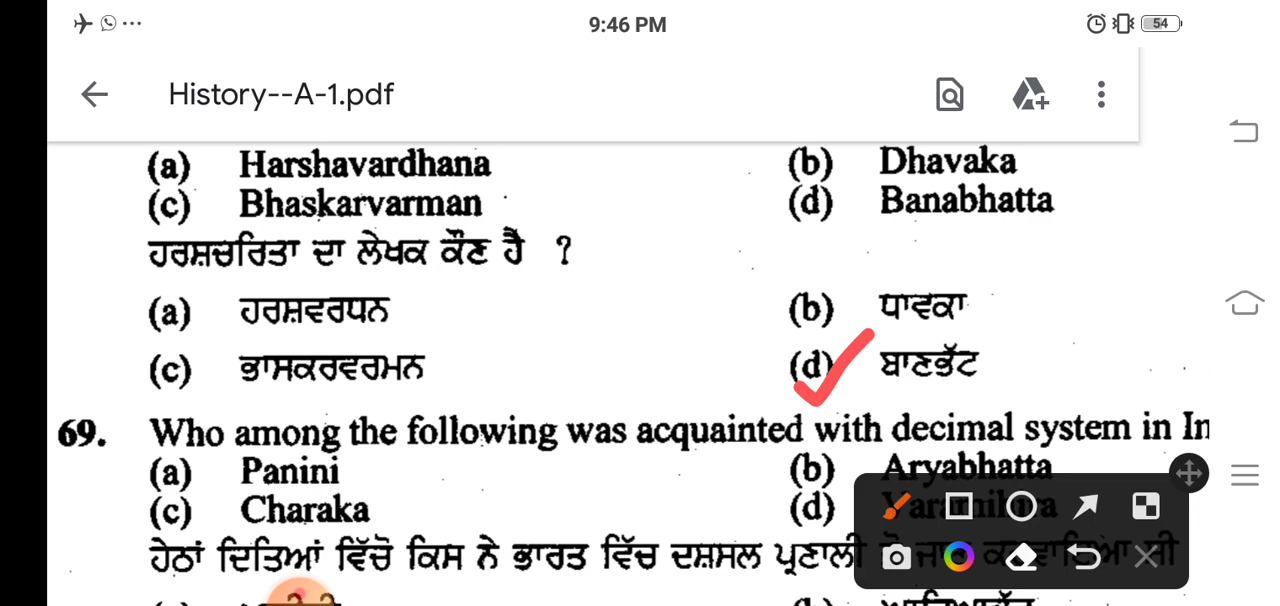 9:46 PM
54
History--A-1.pdf
(a) Harshavardhana (b) Dhavaka
(c) Bhaskarvarman (d) Banabhatta
ਹਰਸ਼ਚਰਿਤਾ ਦਾ ਲੇਖਕ ਕੌਣ ਹੈ ?
(a) ਹਰਸ਼ਵਰਧਨ (b) ਧਾਵਕਾ
(c) ਭਾਸਕਰਵਰਮਨ (d) ਬਾਣਭੱਟ
69. Who among the following was acquainted with decimal system in In
(a) Panini (b) Aryabhatta
(c) Charaka (d) Varamihira
ਹੇਠਾਂ ਦਿਤਿਆਂ ਵਿੱਚੋ ਕਿਸ ਨੇ ਭਾਰਤ ਵਿੱਚ ਦਸ਼ਮਲ ਪ੍ਰਣਾਲੀ